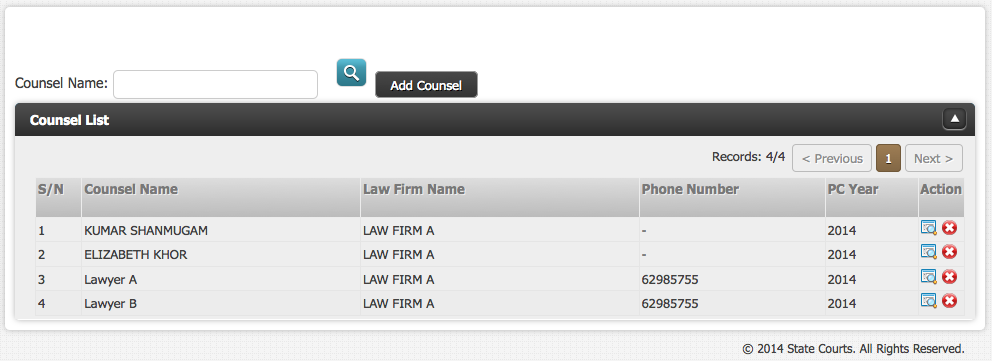 Counsel Name: Add Counsel
Counsel List
Records: 4/4 < Previous 1 Next >
S/N Counsel Name Law Firm Name Phone Number PC Year Action
1 KUMAR SHANMUGAM LAW FIRM A - 2014
2 ELIZABETH KHOR LAW FIRM A - 2014
3 Lawyer A LAW FIRM A 62985755 2014
4 Lawyer B LAW FIRM A 62985755 2014
© 2014 State Courts. All Rights Reserved.